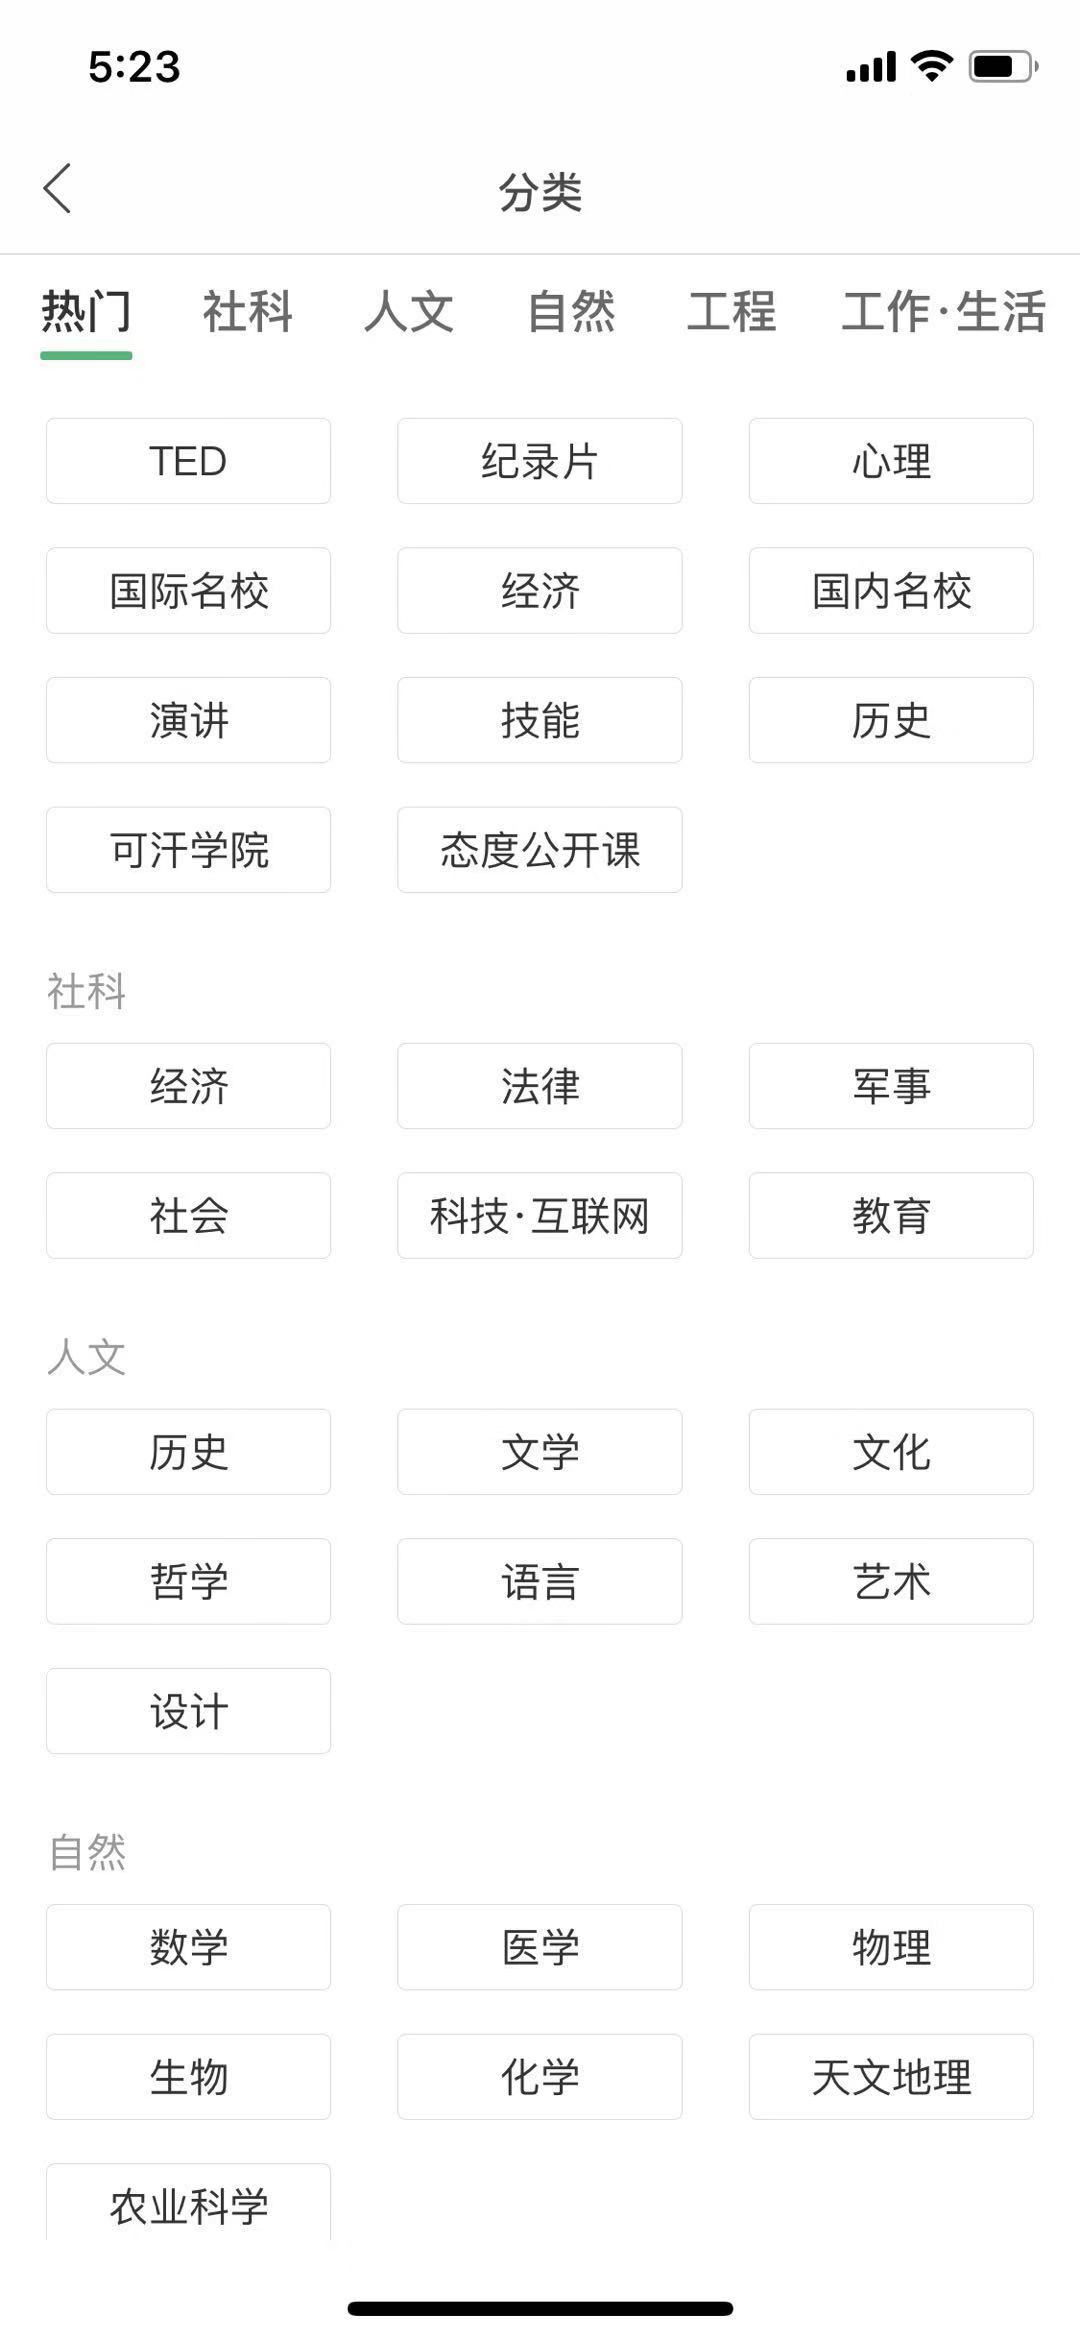 5:23
分类
热门 社科 人文 自然 工程 工作·生活
TED 纪录片 心理
国际名校 经济 国内名校
演讲 技能 历史
可汗学院 态度公开课
社科
经济 法律 军事
社会 科技·互联网 教育
人文
历史 文学 文化
哲学 语言 艺术
设计
自然
数学 医学 物理
生物 化学 天文地理
农业科学